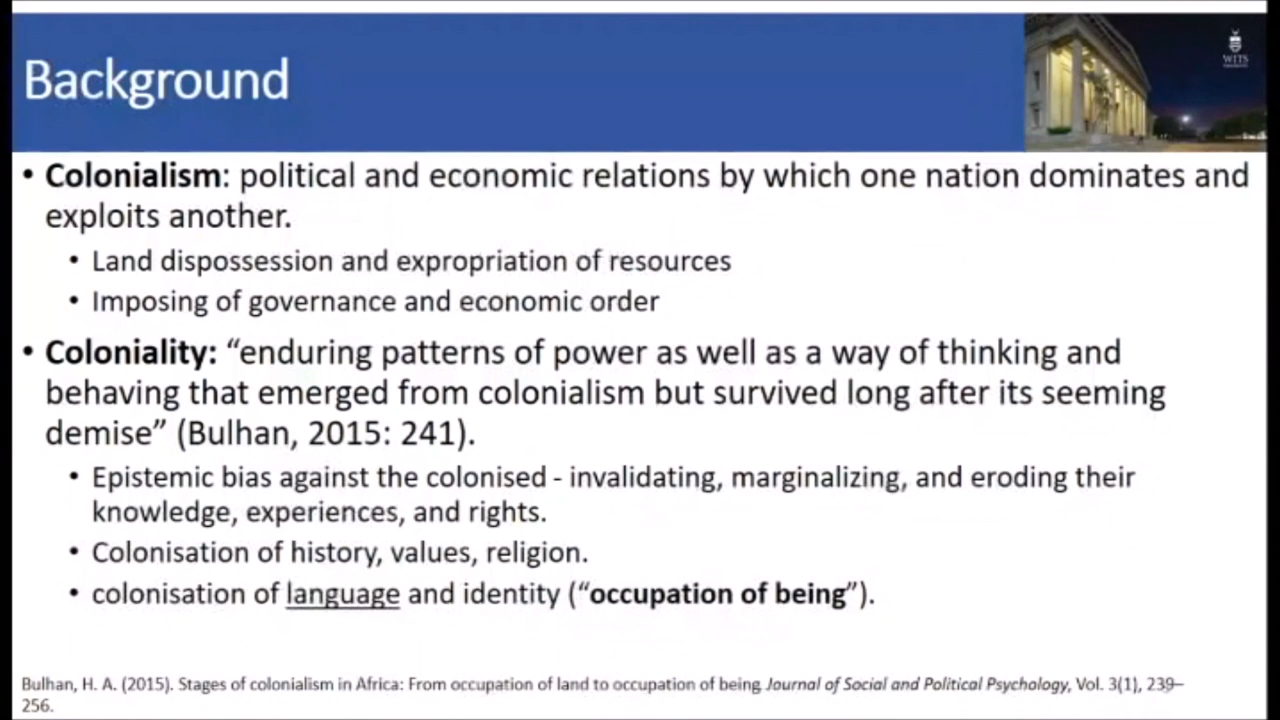 Background
WITS
• Colonialism: political and economic relations by which one nation dominates and
exploits another.
• Land dispossession and expropriation of resources
• Imposing of governance and economic order
• Coloniality: “enduring patterns of power as well as a way of thinking and
behaving that emerged from colonialism but survived long after its seeming
demise” (Bulhan, 2015: 241).
• Epistemic bias against the colonised - invalidating, marginalizing, and eroding their
knowledge, experiences, and rights.
• Colonisation of history, values, religion.
• colonisation of language and identity (“occupation of being”).
Bulhan, H. A. (2015). Stages of colonialism in Africa: From occupation of land to occupation of being. Journal of Social and Political Psychology, Vol. 3(1), 239–
256.